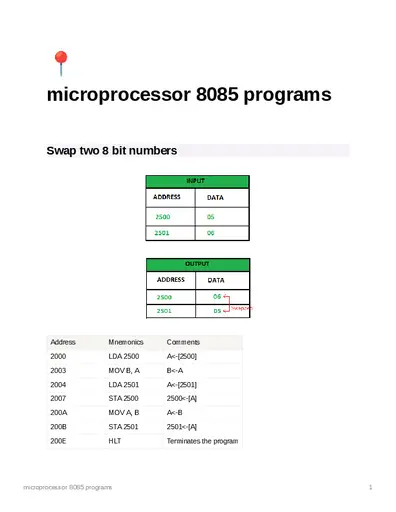 microprocessor 8085 programs
Swap two 8 bit numbers
INPUT
ADDRESS DATA
2500 05
2501 06
OUTPUT
ADDRESS DATA
2500 06
2501 05 Swapped
Address Mnemonics Comments
2000 LDA 2500 A<-[2500]
2003 MOV B, A B<-A
2004 LDA 2501 A<-[2501]
2007 STA 2500 2500<-[A]
200A MOV A, B A<-B
200B STA 2501 2501<-[A]
200E HLT Terminates the program
microprocessor 8085 programs 1